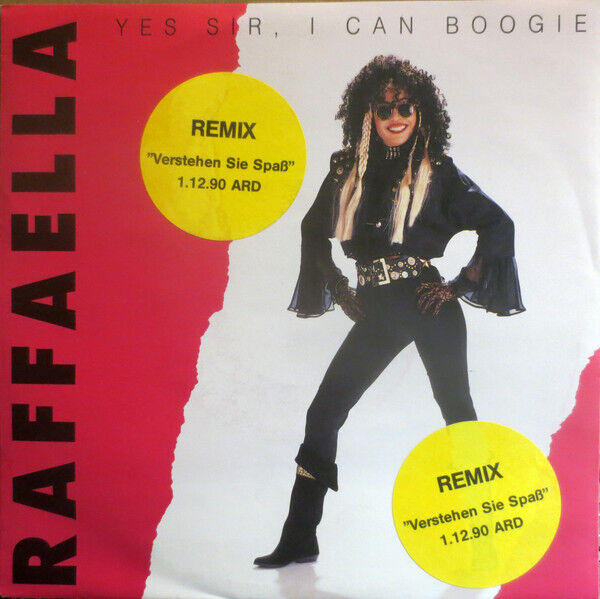 YES SIR, I CAN BOOGIE
RAFFAELLA
REMIX
"Verstehen Sie Spaß"
1.12.90 ARD
REMIX
"Verstehen Sie Spaß"
1.12.90 ARD